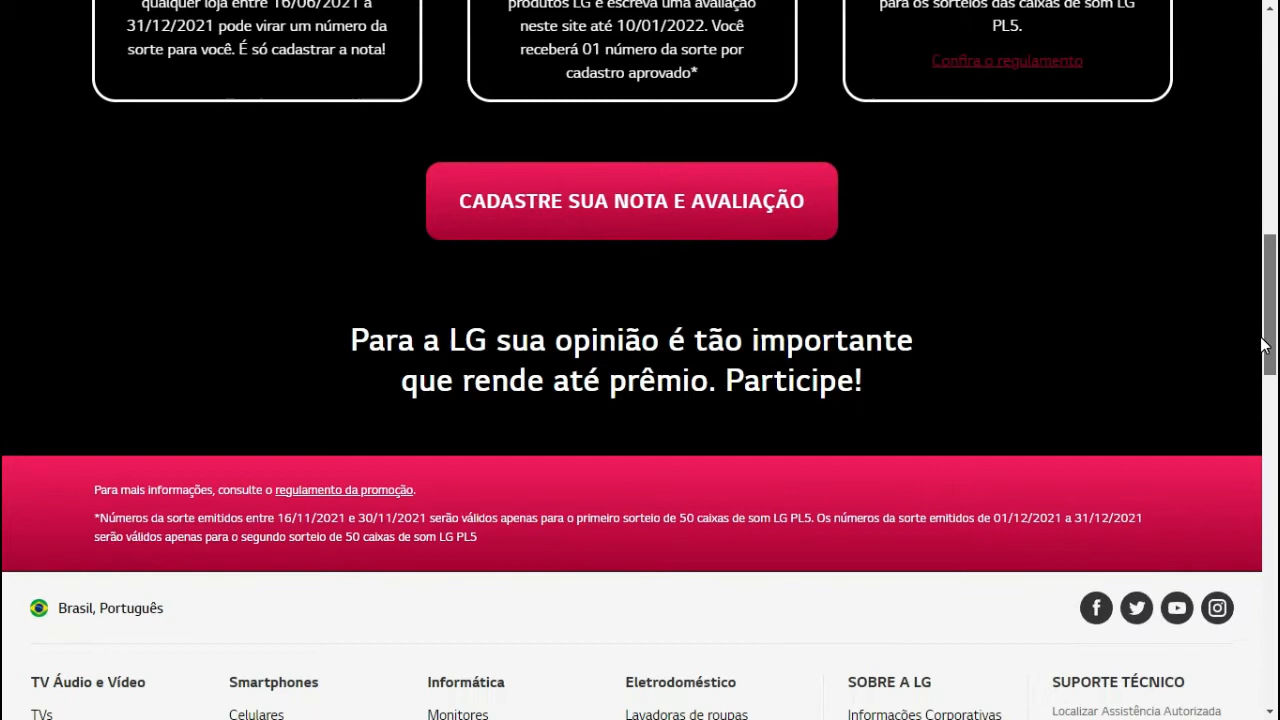 qualquer loja entre 16/06/2021 a
31/12/2021 pode virar um número da
sorte para você. É só cadastrar a nota!
produtos LG e escreva uma avaliação
neste site até 10/01/2022. Você
receberá 01 número da sorte por
cadastro aprovado*
para os sorteios das caixas de som LG
PL5.
Confira o regulamento
CADASTRE SUA NOTA E AVALIAÇÃO
Para a LG sua opinião é tão importante
que rende até prêmio. Participe!
Para mais informações, consulte o regulamento da promoção.
*Números da sorte emitidos entre 16/11/2021 e 30/11/2021 serão válidos apenas para o primeiro sorteio de 50 caixas de som LG PL5. Os números da sorte emitidos de 01/12/2021 a 31/12/2021
serão válidos apenas para o segundo sorteio de 50 caixas de som LG PL5
Brasil, Português
TV Áudio e Vídeo
Smartphones
Informática
Eletrodoméstico
SOBRE A LG
SUPORTE TÉCNICO
TVs
Celulares
Monitores
Lavadoras de roupas
Informações Corporativas
Localizar Assistência Autorizada